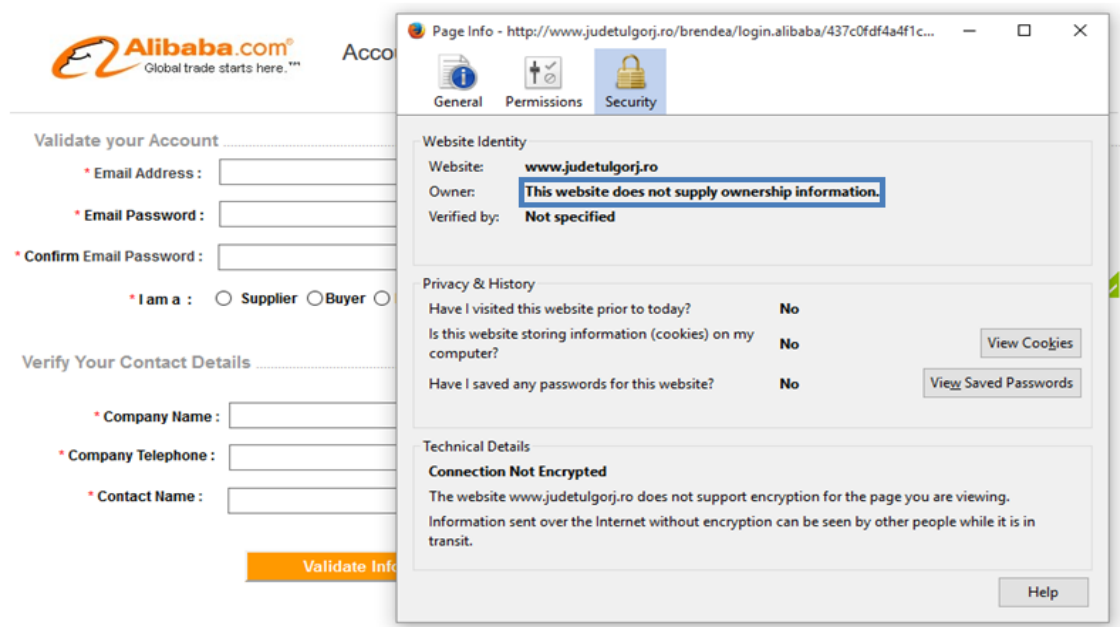 Alibaba.com®
Global trade starts here.™
Acco
Validate your Account
* Email Address :
* Email Password :
* Confirm Email Password :
* I am a : Supplier Buyer
Verify Your Contact Details
* Company Name :
* Company Telephone :
* Contact Name :
Validate Info
Page Info - http://www.judetulgorj.ro/brendea/login.alibaba/437c0fdf4a4f1c...
General Permissions Security
Website Identity
Website: www.judetulgorj.ro
Owner: This website does not supply ownership information.
Verified by: Not specified
Privacy & History
Have I visited this website prior to today? No
Is this website storing information (cookies) on my
computer? No View Cookies
Have I saved any passwords for this website? No View Saved Passwords
Technical Details
Connection Not Encrypted
The website www.judetulgorj.ro does not support encryption for the page you are viewing.
Information sent over the Internet without encryption can be seen by other people while it is in
transit.
Help